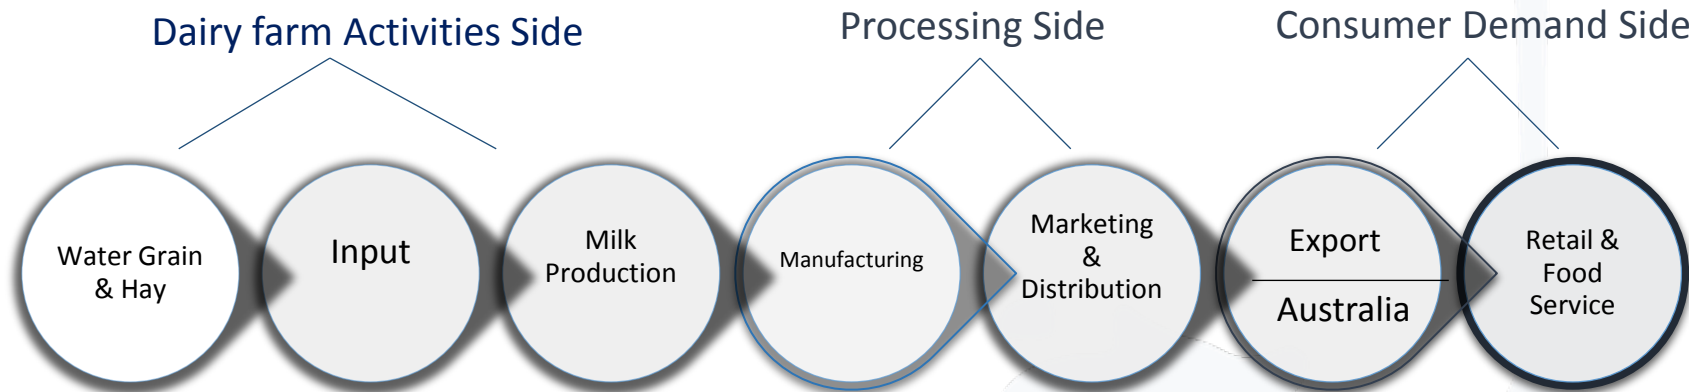 Dairy farm Activities Side
Processing Side
Consumer Demand Side
Water Grain
& Hay
Input
Milk
Production
Manufacturing
Marketing
&
Distribution
Export
Australia
Retail &
Food
Service